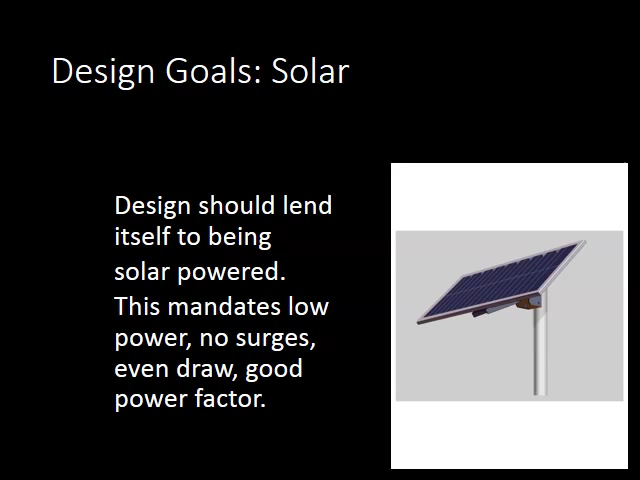 Design Goals: Solar
Design should lend
itself to being
solar powered.
This mandates low
power, no surges,
even draw, good
power factor.